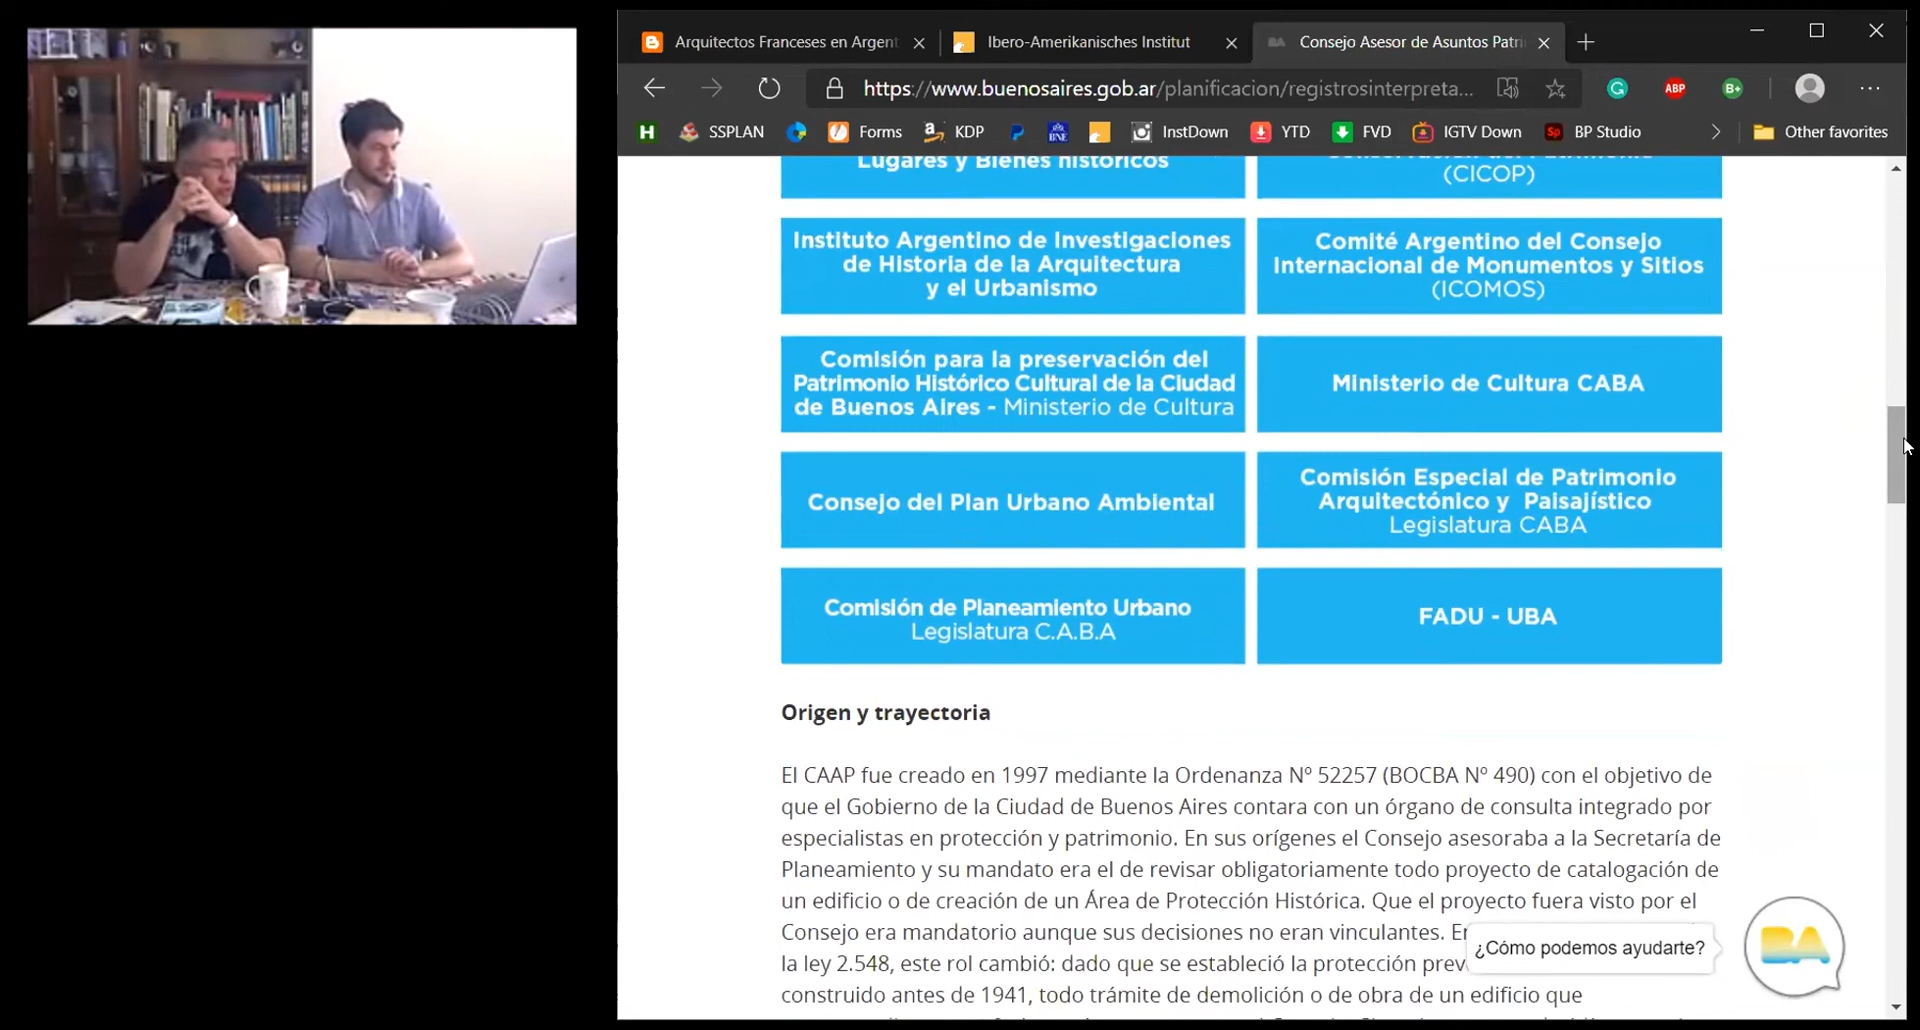 Arquitectos Franceses en Argent
Ibero-Amerikanisches Institut
Consejo Asesor de Asuntos Patri
https://www.buenosaires.gob.ar/planificacion/registrosinterpreta...
ABP
B+
H
SSPLAN
Forms
KDP
BNE
InstDown
YTD
FVD
IGTV Down
Sp
BP Studio
Other favorites
Lugares y Bienes históricos
(CICOP)
Instituto Argentino de Investigaciones
de Historia de la Arquitectura
y el Urbanismo
Comité Argentino del Consejo
Internacional de Monumentos y Sitios
(ICOMOS)
Comisión para la preservación del
Patrimonio Histórico Cultural de la Ciudad
de Buenos Aires - Ministerio de Cultura
Ministerio de Cultura CABA
Consejo del Plan Urbano Ambiental
Comisión Especial de Patrimonio
Arquitectónico y Paisajístico
Legislatura CABA
Comisión de Planeamiento Urbano
Legislatura C.A.B.A
FADU - UBA
Origen y trayectoria
El CAAP fue creado en 1997 mediante la Ordenanza Nº 52257 (BOCBA Nº 490) con el objetivo de
que el Gobierno de la Ciudad de Buenos Aires contara con un órgano de consulta integrado por
especialistas en protección y patrimonio. En sus orígenes el Consejo asesoraba a la Secretaría de
Planeamiento y su mandato era el de revisar obligatoriamente todo proyecto de catalogación de
un edificio o de creación de un Área de Protección Histórica. Que el proyecto fuera visto por el
Consejo era mandatorio aunque sus decisiones no eran vinculantes.
la ley 2.548, este rol cambió: dado que se estableció la protección prev
construido antes de 1941, todo trámite de demolición o de obra de un edificio que
¿Cómo podemos ayudarte?
BA